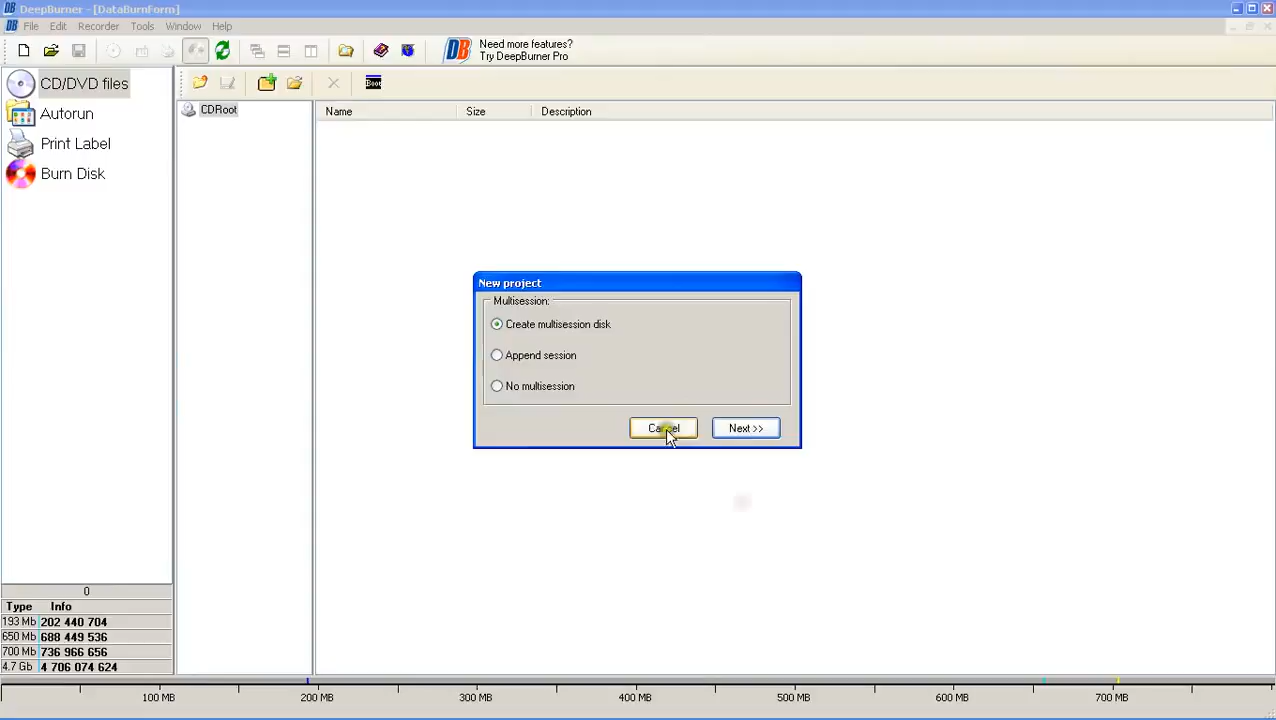 DeepBurner - [DataBurnForm]
File Edit Recorder Tools Window Help
Need more features?
Try DeepBurner Pro
CD/DVD files
Autorun
Print Label
Burn Disk
Boot
CDRoot
Name Size Description
New project
Multisession:
Create multisession disk
Append session
No multisession
Cancel Next >>
0
Type Info
193 Mb 202 440 704
650 Mb 688 449 536
700 Mb 736 966 656
4.7 Gb 4 706 074 624
100 MB 200 MB 300 MB 400 MB 500 MB 600 MB 700 MB